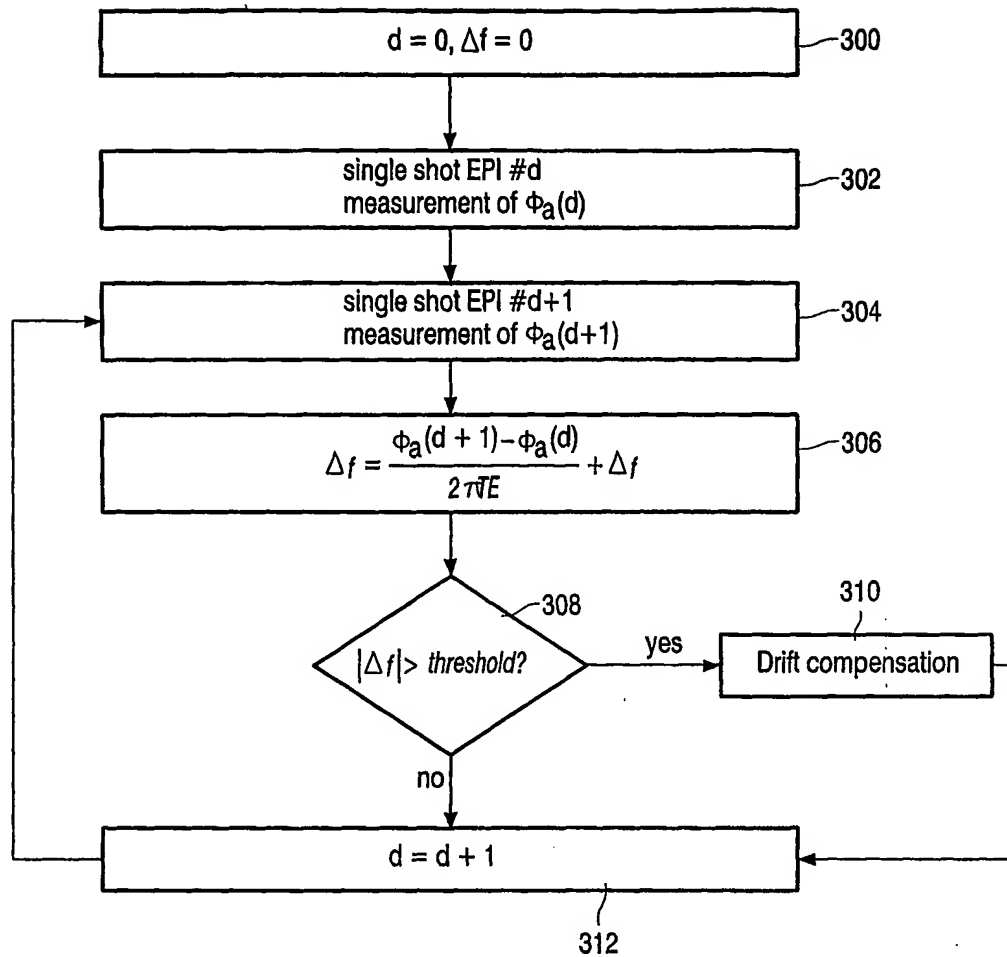 d = 0, Δf = 0
300
single shot EPI #d
measurement of Φa(d)
302
single shot EPI #d+1
measurement of Φa(d+1)
304
Δf = Φa(d + 1) – Φa(d) / 2πTE + Δf
306
308
|Δf| > threshold?
yes
310
Drift compensation
no
d = d + 1
312